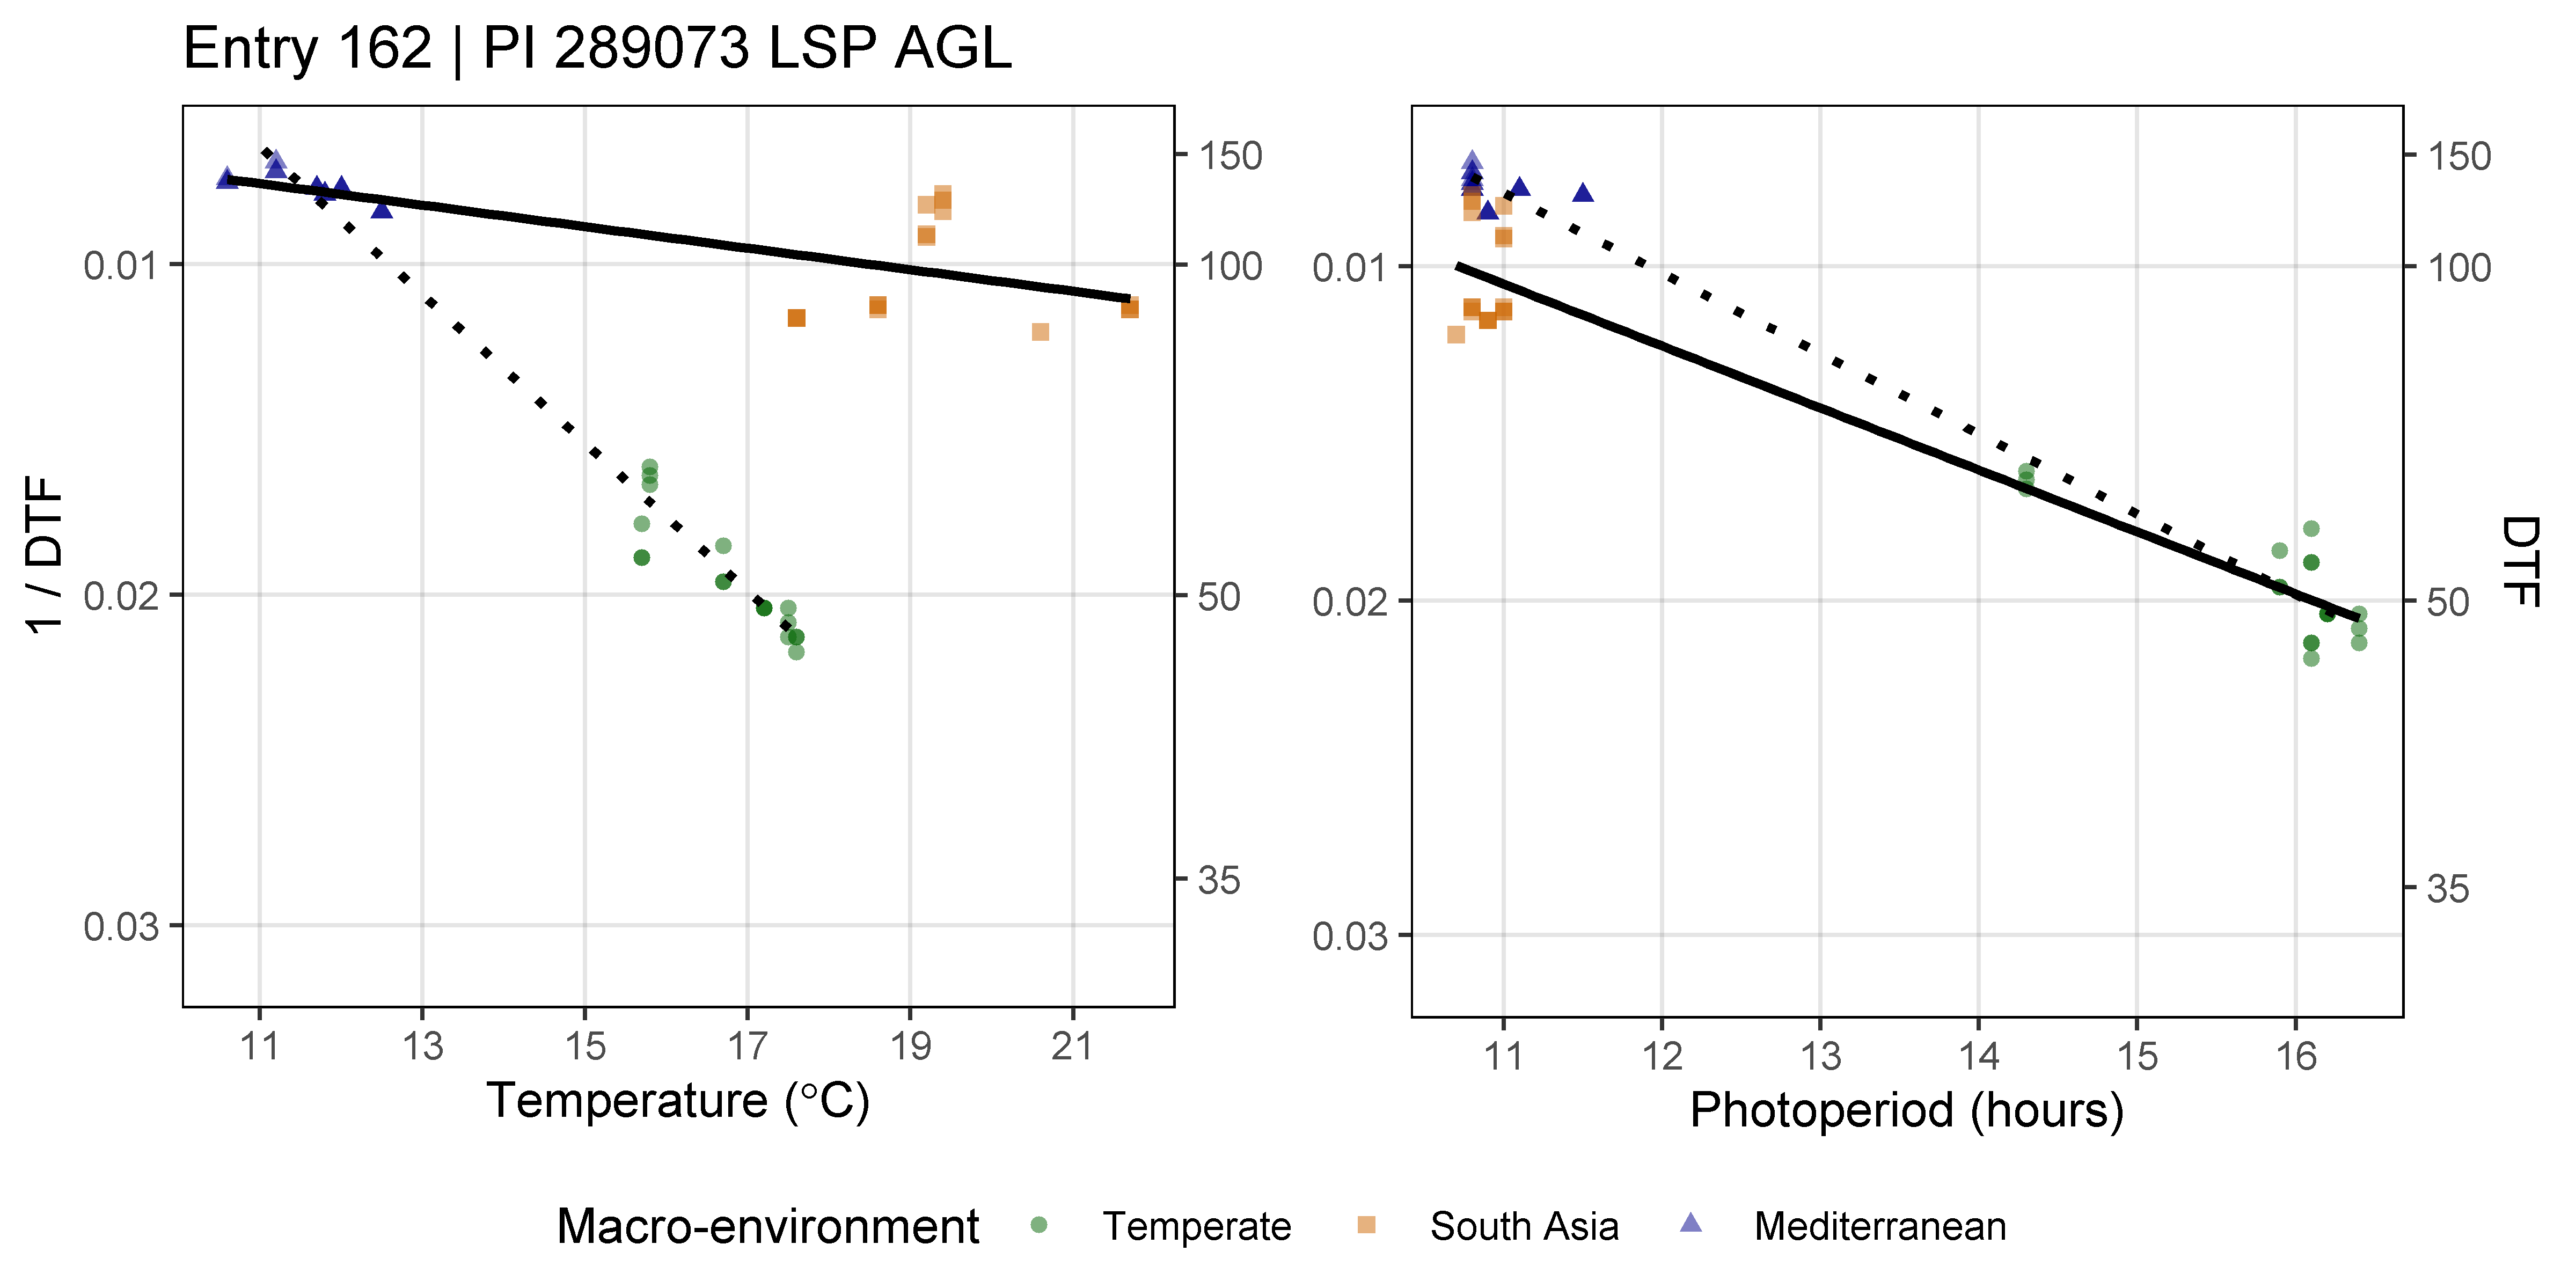 Entry 162 | PI 289073 LSP AGL
1 / DTF
0.01
0.02
0.03
150
100
50
35
11 13 15 17 19 21
Temperature (°C)
0.01
0.02
0.03
150
100
50
35
DTF
11 12 13 14 15 16
Photoperiod (hours)
Macro-environment Temperate South Asia Mediterranean